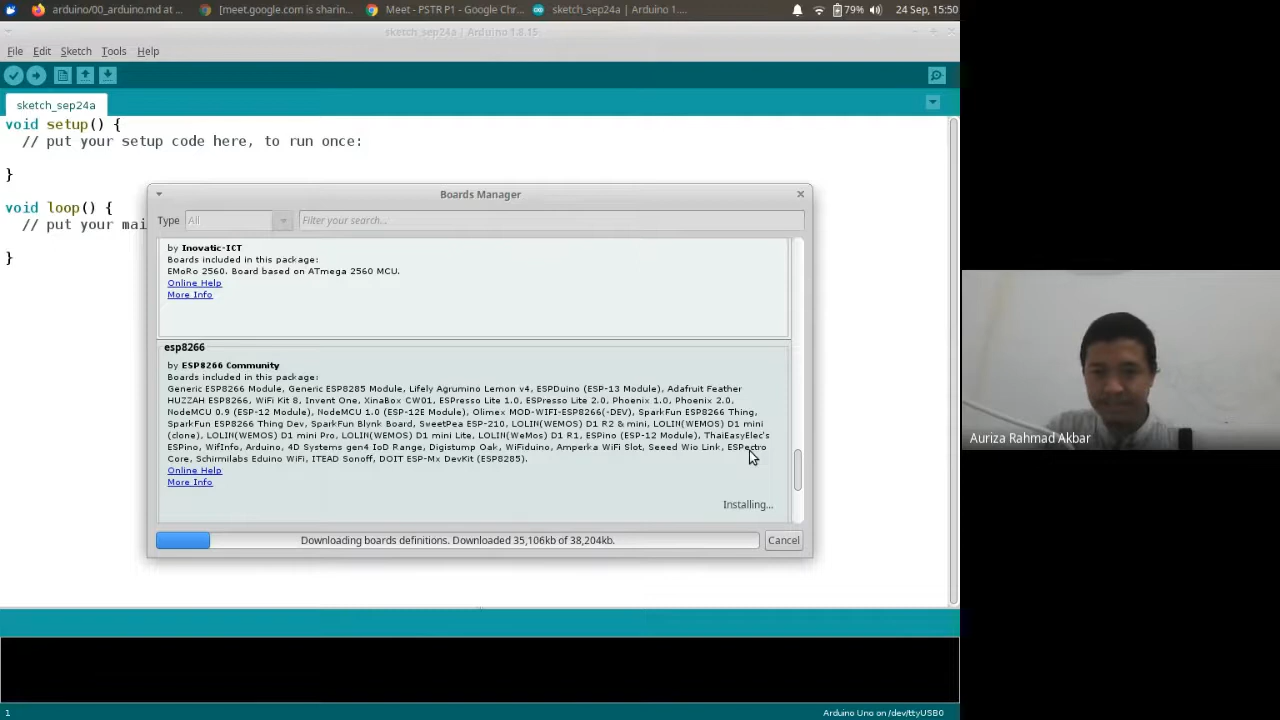 arduino/00_arduino.md at ...
[meet.google.com is sharin...
Meet - PSTR P1 - Google Chr...
sketch_sep24a | Arduino 1....
79%
24 Sep, 15:50
sketch_sep24a | Arduino 1.8.15
File Edit Sketch Tools Help
sketch_sep24a
void setup() {
// put your setup code here, to run once:
}
void loop() {
// put your mai
}
Boards Manager
Type All Filter your search...
by Inovatic-ICT
Boards included in this package:
EMoRo 2560. Board based on ATmega 2560 MCU.
Online Help
More Info
esp8266
by ESP8266 Community
Boards included in this package:
Generic ESP8266 Module, Generic ESP8285 Module, Lifely Agrumino Lemon v4, ESPDuino (ESP-13 Module), Adafruit Feather
HUZZAH ESP8266, WiFi Kit 8, Invent One, XinaBox CW01, ESPresso Lite 1.0, ESPresso Lite 2.0, Phoenix 1.0, Phoenix 2.0,
NodeMCU 0.9 (ESP-12 Module), NodeMCU 1.0 (ESP-12E Module), Olimex MOD-WIFI-ESP8266(-DEV), SparkFun ESP8266 Thing,
SparkFun ESP8266 Thing Dev, SparkFun Blynk Board, SweetPea ESP-210, LOLIN(WEMOS) D1 R2 & mini, LOLIN(WEMOS) D1 mini
(clone), LOLIN(WEMOS) D1 mini Pro, LOLIN(WEMOS) D1 mini Lite, LOLIN(WeMos) D1 R1, ESPino (ESP-12 Module), ThaiEasyElec's
ESPino, WifInfo, Arduino, 4D Systems gen4 IoD Range, Digistump Oak, WiFiduino, Amperka WiFi Slot, Seeed Wio Link, ESPectro
Core, Schirmilabs Eduino WiFi, ITEAD Sonoff, DOIT ESP-Mx DevKit (ESP8285).
Online Help
More Info
Installing...
Downloading boards definitions. Downloaded 35,106kb of 38,204kb.
Cancel
1
Arduino Uno on /dev/ttyUSB0
Auriza Rahmad Akbar